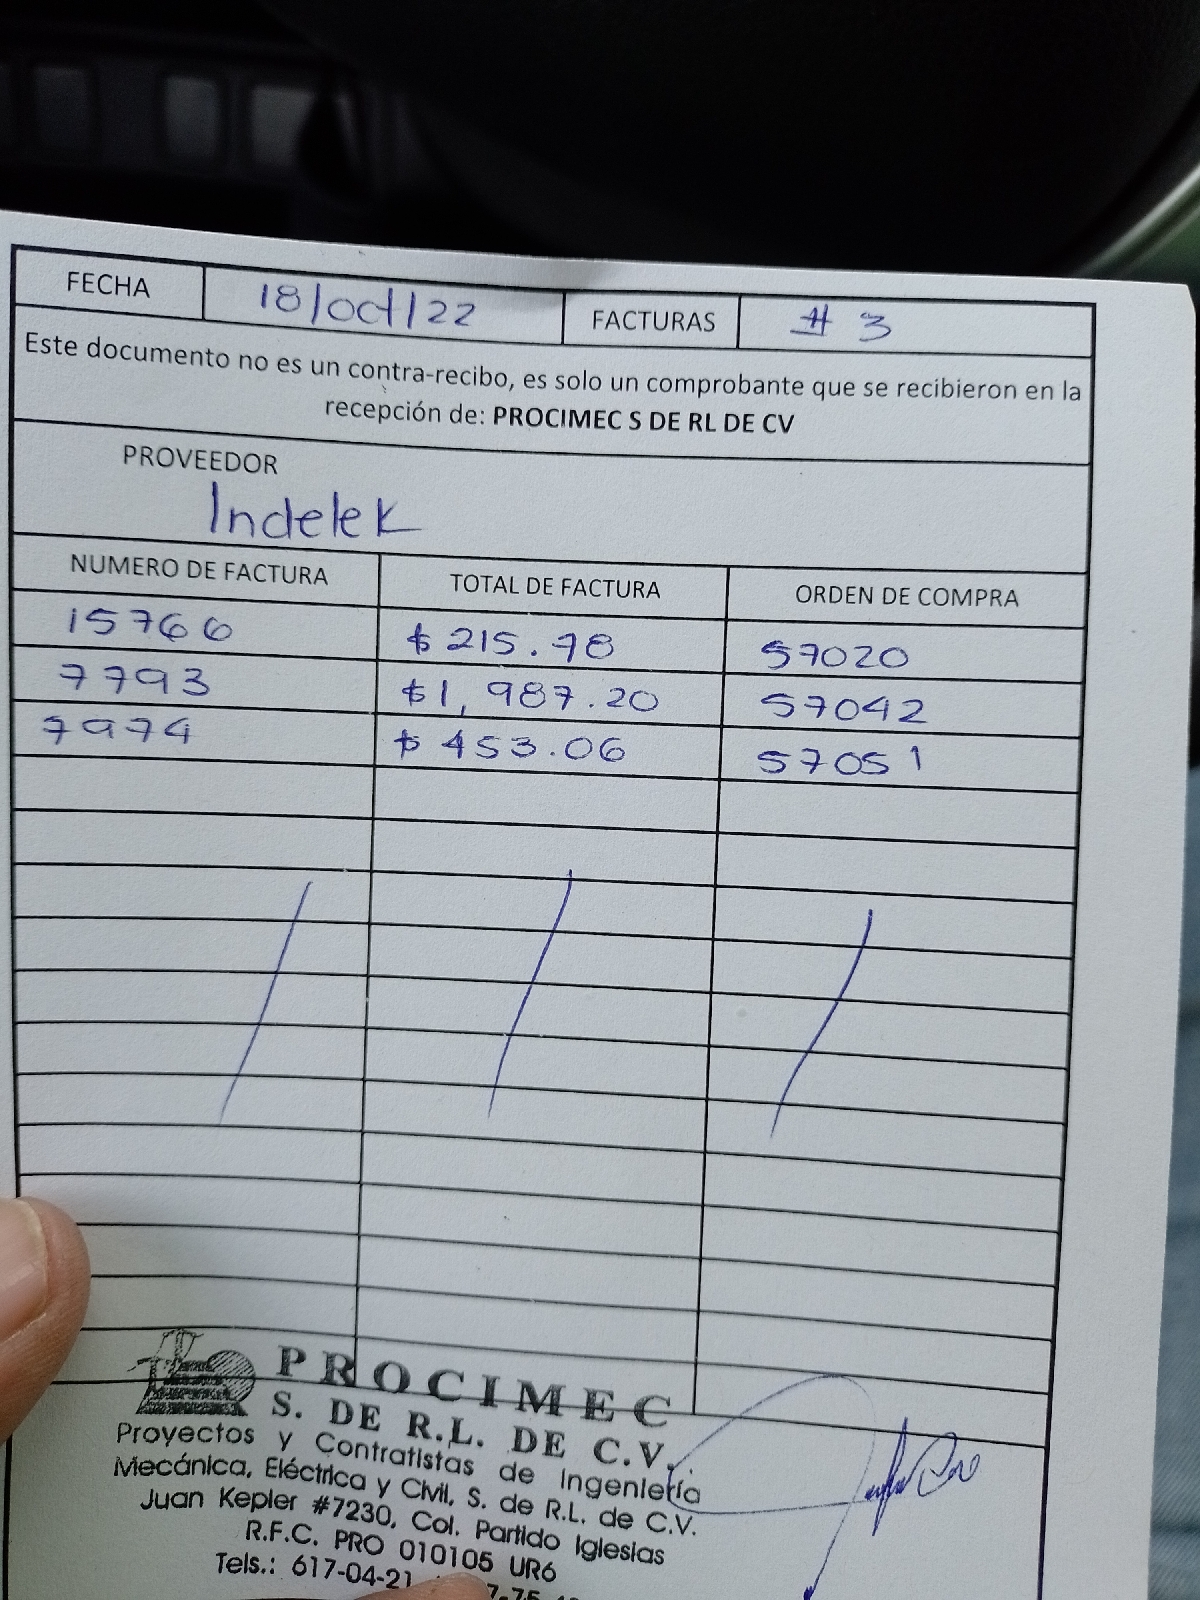 FECHA 18/oct/22 FACTURAS # 3
Este documento no es un contra-recibo, es solo un comprobante que se recibieron en la
recepción de: PROCIMEC S DE RL DE CV
PROVEEDOR
Indelek
NUMERO DE FACTURA TOTAL DE FACTURA ORDEN DE COMPRA
15766 $ 215.98 57020
7793 $1,987.20 57042
7974 $ 453.06 57051
PROCIMEC
S. DE R.L. DE C.V.
Proyectos y Contratistas de Ingeniería
Mecánica, Eléctrica y Civil, S. de R.L. de C.V.
Juan Kepler #7230, Col. Partido Iglesias
R.F.C. PRO 010105 UR6
Tels.: 617-04-21